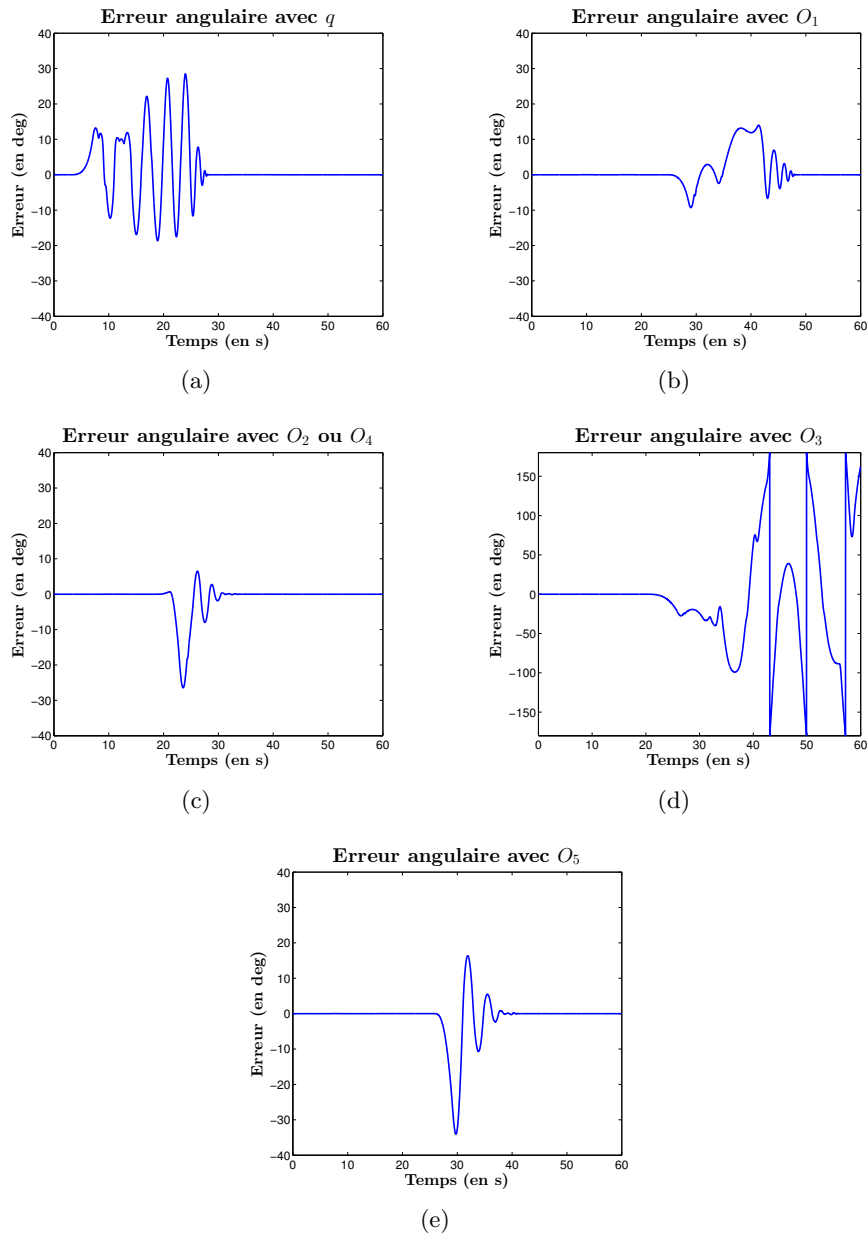 Erreur angulaire avec q
40
30
20
10
0
−10
−20
−30
−40
Erreur (en deg)
0 10 20 30 40 50 60
Temps (en s)
(a)
Erreur angulaire avec O1
40
30
20
10
0
−10
−20
−30
−40
Erreur (en deg)
0 10 20 30 40 50 60
Temps (en s)
(b)
Erreur angulaire avec O2 ou O4
40
30
20
10
0
−10
−20
−30
−40
Erreur (en deg)
0 10 20 30 40 50 60
Temps (en s)
(c)
Erreur angulaire avec O3
150
100
50
0
−50
−100
−150
Erreur (en deg)
0 10 20 30 40 50 60
Temps (en s)
(d)
Erreur angulaire avec O5
40
30
20
10
0
−10
−20
−30
−40
Erreur (en deg)
0 10 20 30 40 50 60
Temps (en s)
(e)